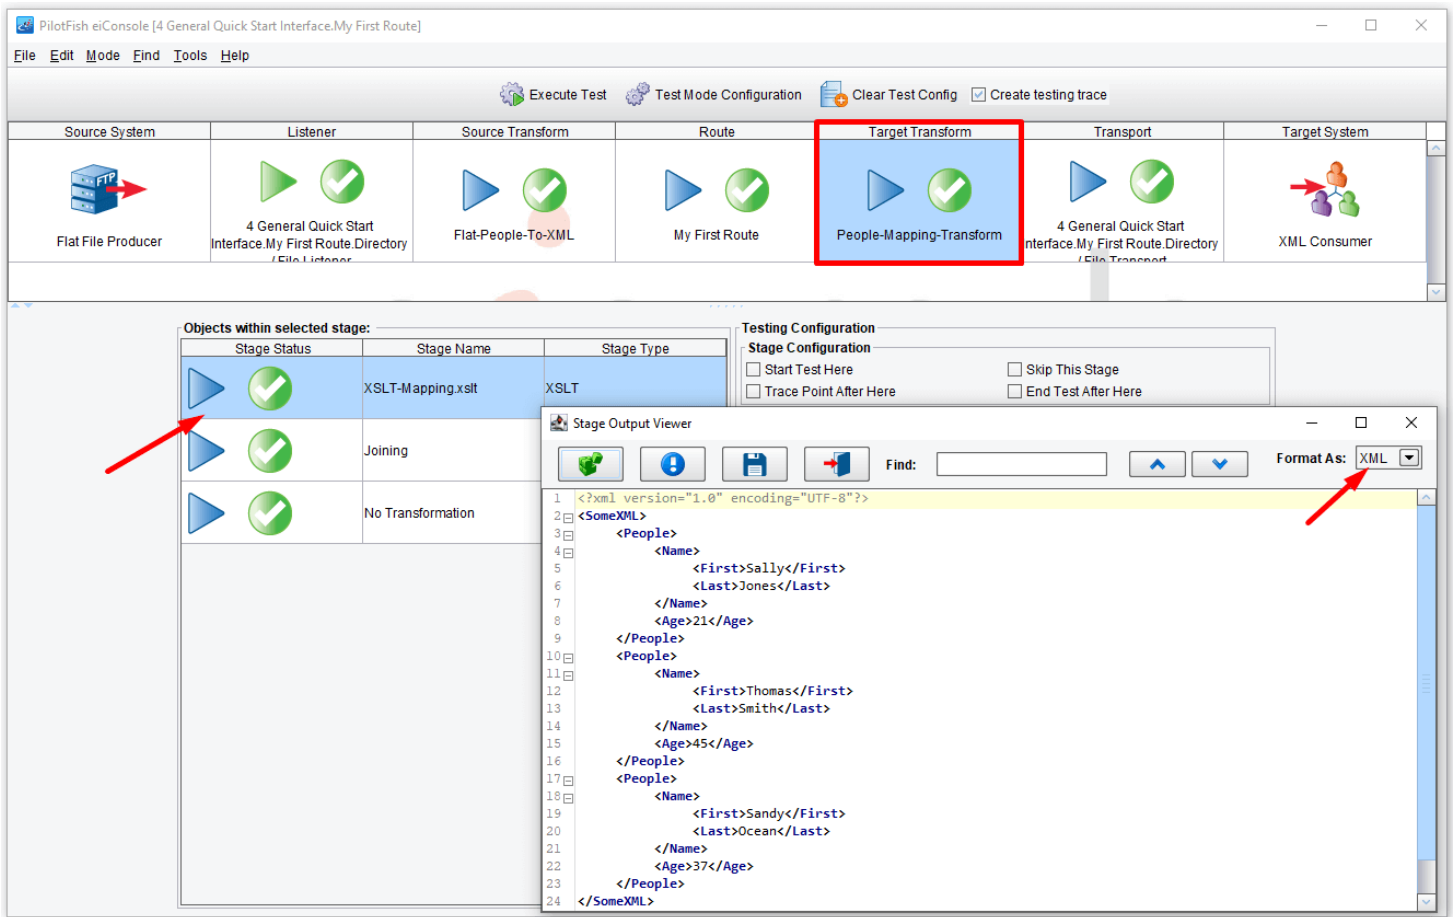 PilotFish eiConsole [4 General Quick Start Interface.My First Route]
File Edit Mode Find Tools Help
Execute Test Test Mode Configuration Clear Test Config Create testing trace
Source System Listener Source Transform Route Target Transform Transport Target System
FTP
Flat File Producer
4 General Quick Start
Interface.My First Route.Directory
/ File Listener
Flat-People-To-XML
My First Route
People-Mapping-Transform
4 General Quick Start
nterface.My First Route.Directory
/ File Transport
XML Consumer
Objects within selected stage:
Stage Status Stage Name Stage Type
XSLT-Mapping.xslt XSLT
Joining
No Transformation
Testing Configuration
Stage Configuration
Start Test Here Skip This Stage
Trace Point After Here End Test After Here
Stage Output Viewer
Find: Format As: XML
1 <?xml version="1.0" encoding="UTF-8"?>
2 <SomeXML>
3 <People>
4 <Name>
5 <First>Sally</First>
6 <Last>Jones</Last>
7 </Name>
8 <Age>21</Age>
9 </People>
10 <People>
11 <Name>
12 <First>Thomas</First>
13 <Last>Smith</Last>
14 </Name>
15 <Age>45</Age>
16 </People>
17 <People>
18 <Name>
19 <First>Sandy</First>
20 <Last>Ocean</Last>
21 </Name>
22 <Age>37</Age>
23 </People>
24 </SomeXML>